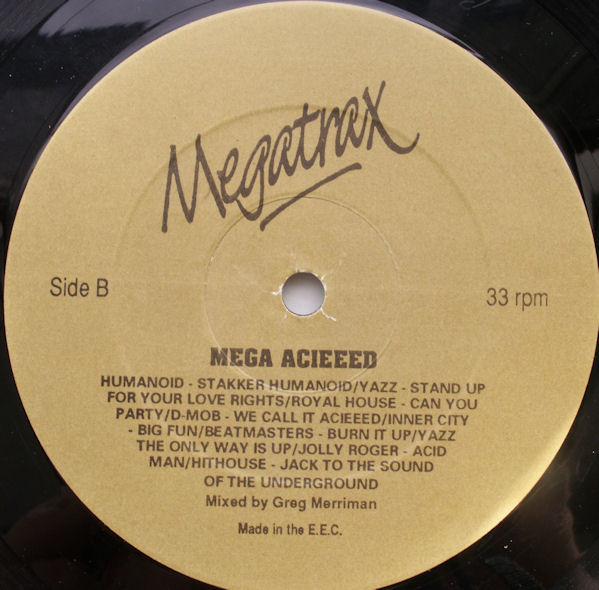 Megatrax
Side B
33 rpm
MEGA ACIEEED
HUMANOID - STAKKER HUMANOID/YAZZ - STAND UP
FOR YOUR LOVE RIGHTS/ROYAL HOUSE - CAN YOU
PARTY/D-MOB - WE CALL IT ACIEEED/INNER CITY
- BIG FUN/BEATMASTERS - BURN IT UP/YAZZ
THE ONLY WAY IS UP/JOLLY ROGER - ACID
MAN/HITHOUSE - JACK TO THE SOUND
OF THE UNDERGROUND
Mixed by Greg Merriman
Made in the E.E.C.